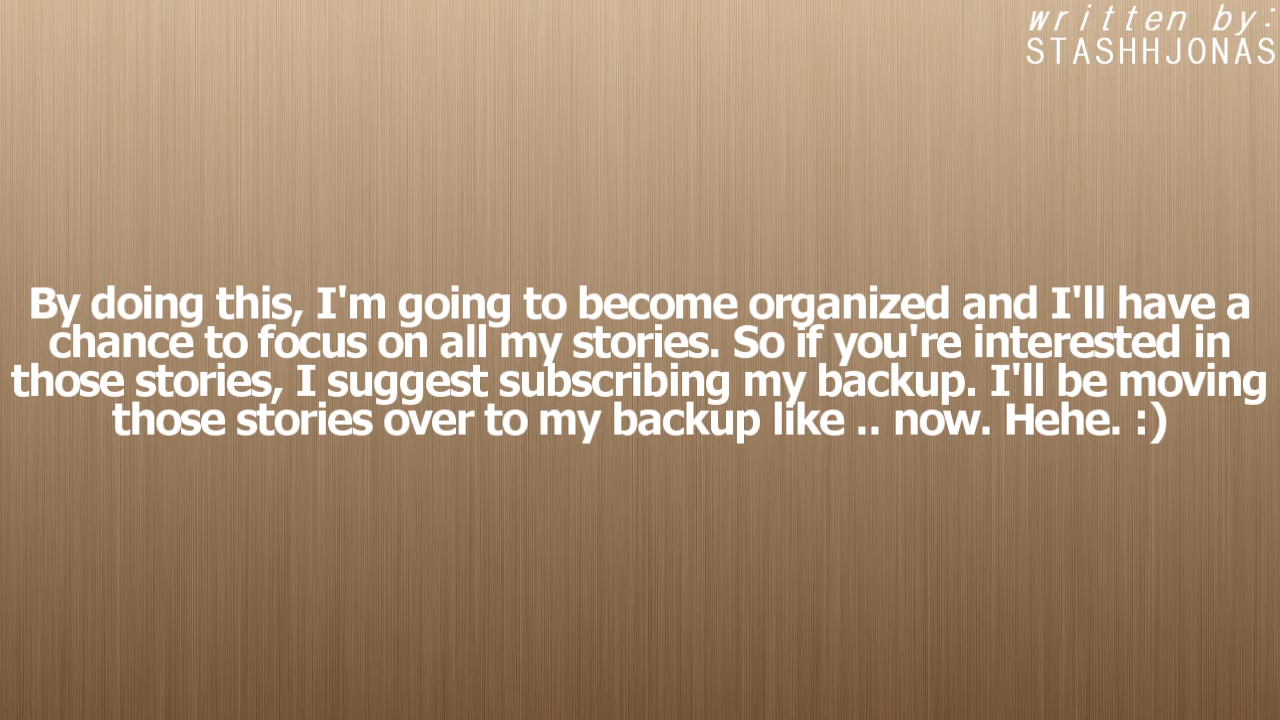 written by:
STASHHJONAS
By doing this, I'm going to become organized and I'll have a
chance to focus on all my stories. So if you're interested in
those stories, I suggest subscribing my backup. I'll be moving
those stories over to my backup like .. now. Hehe. :)